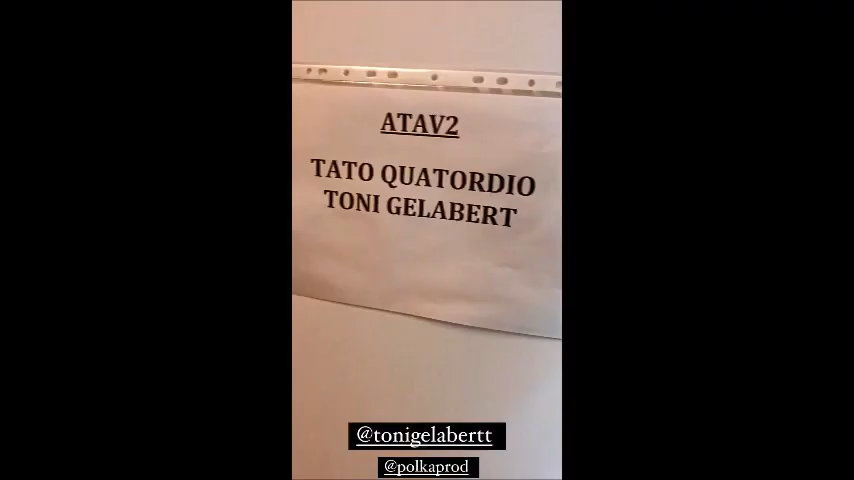 ATAV2
TATO QUATORDIO
TONI GELABERT
@tonigelabertt
@polkaprod